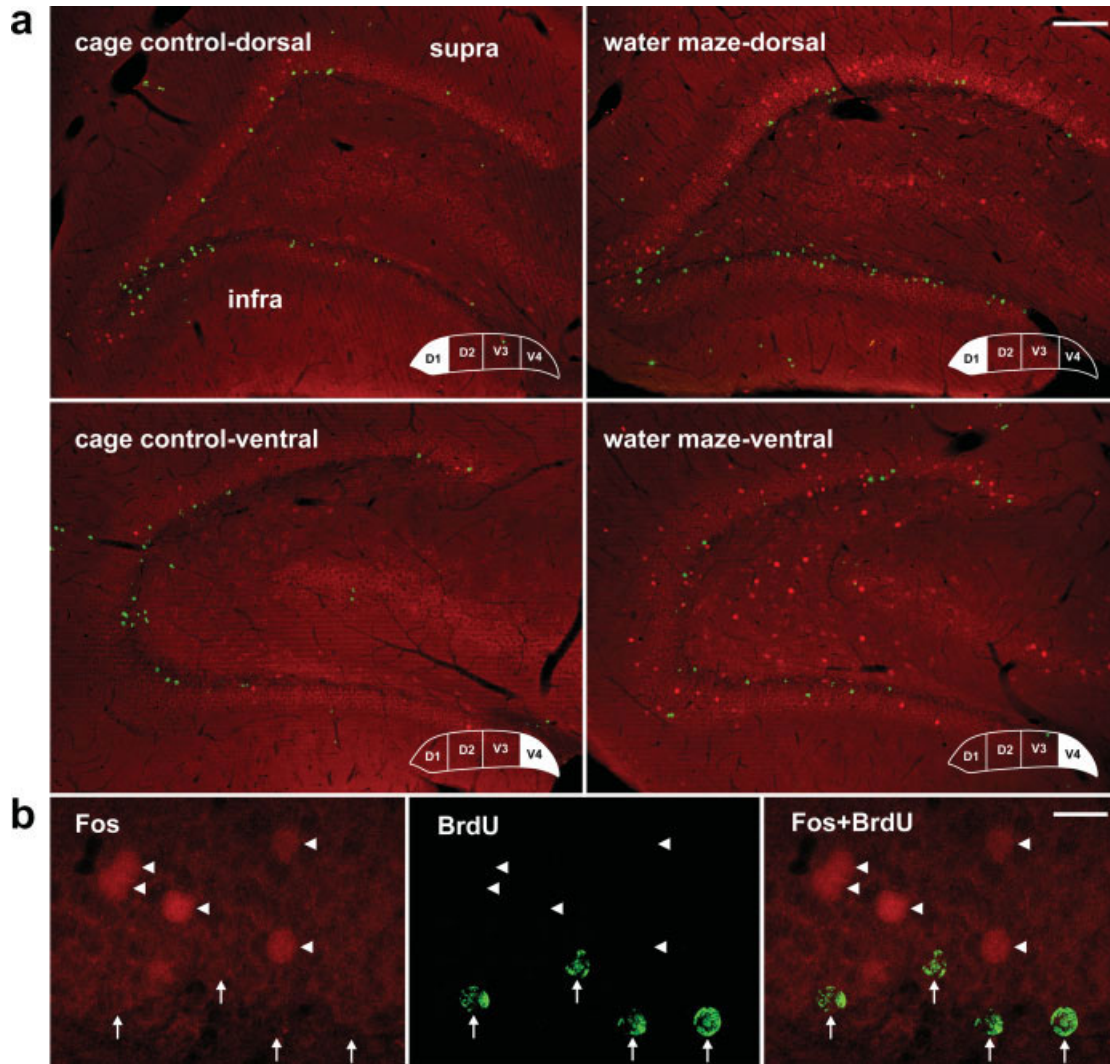 a
cage control-dorsal
supra
infra
D1 D2 V3 V4
water maze-dorsal
D1 D2 V3 V4
cage control-ventral
D1 D2 V3 V4
water maze-ventral
D1 D2 V3 V4
b
Fos
BrdU
Fos+BrdU